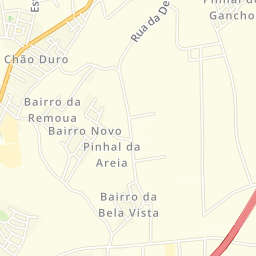 Es
Rua da De
Pinhal do
Gancho
Chão Duro
Bairro da
Remoua
Bairro Novo
Pinhal da
Areia
Bairro da
Bela Vista